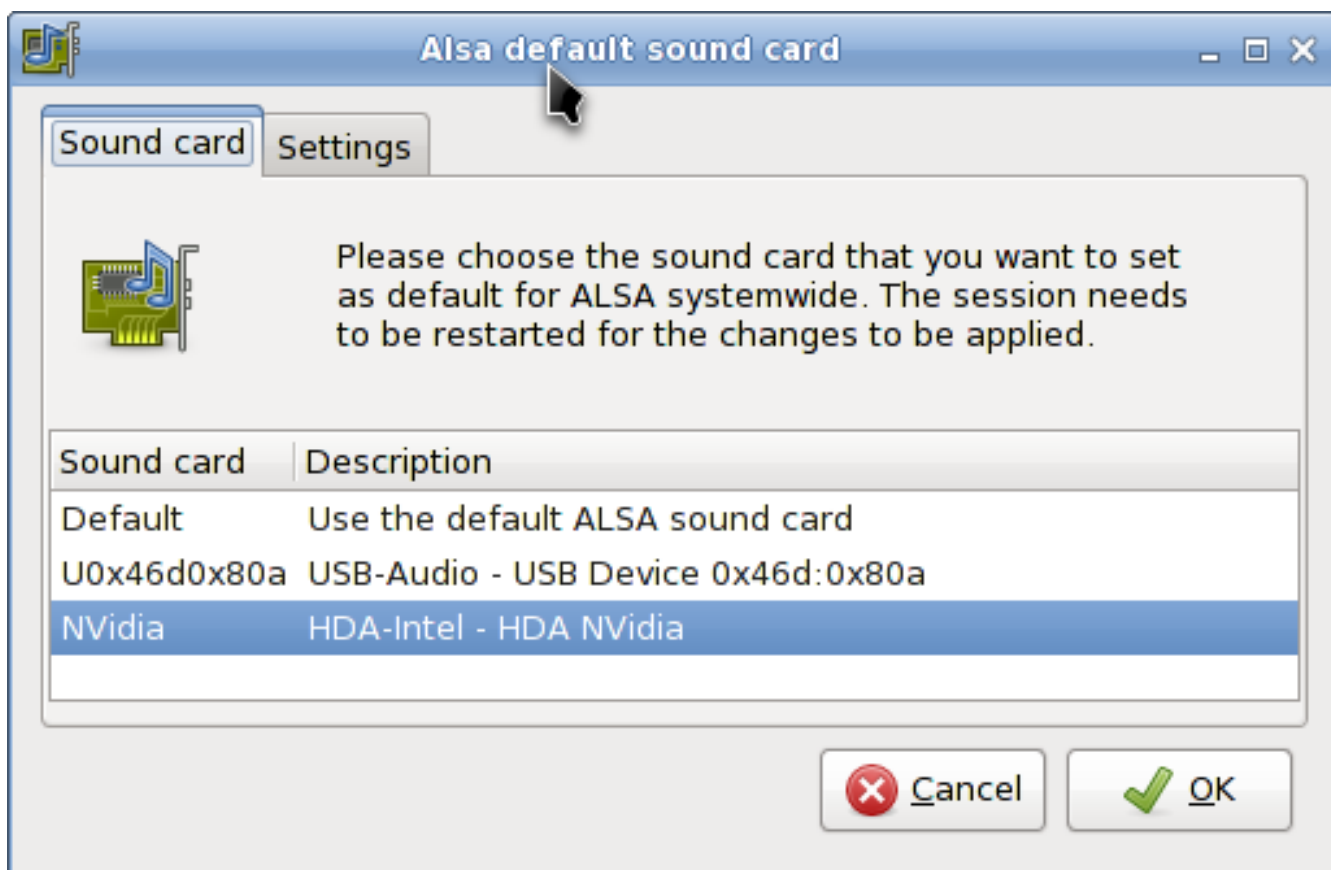 Alsa default sound card
Sound card Settings
Please choose the sound card that you want to set
as default for ALSA systemwide. The session needs
to be restarted for the changes to be applied.
Sound card Description
Default Use the default ALSA sound card
U0x46d0x80a USB-Audio - USB Device 0x46d:0x80a
NVidia HDA-Intel - HDA NVidia
Cancel OK